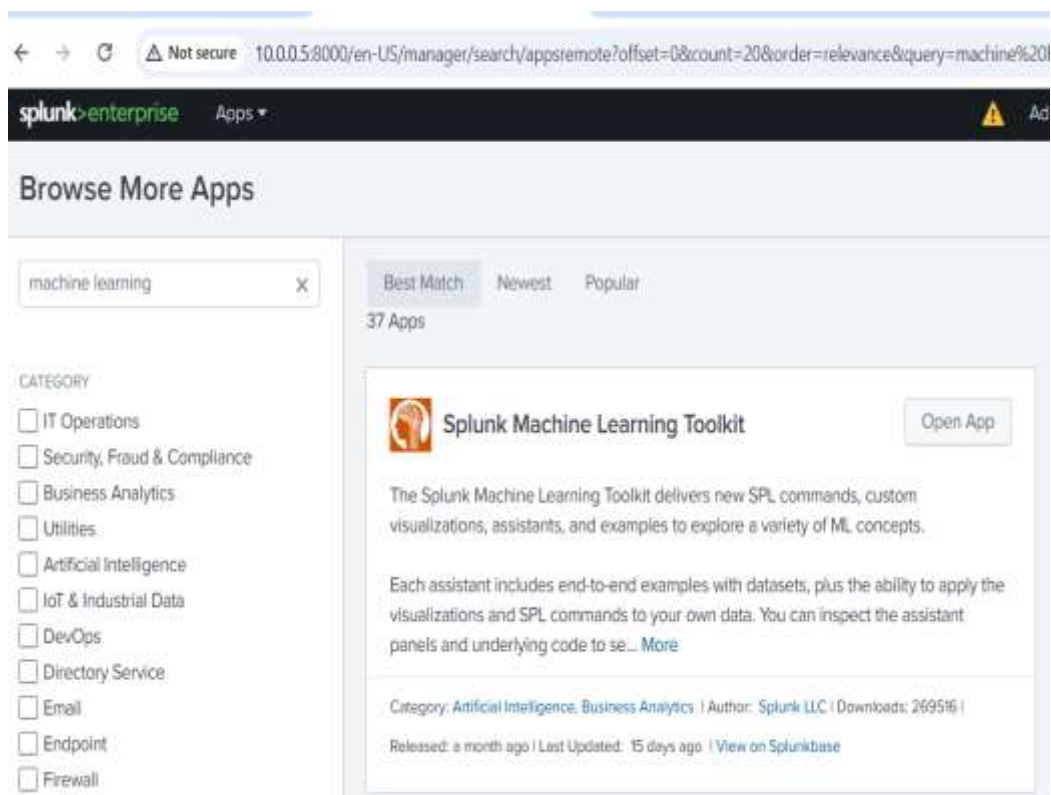 Not secure 10.0.0.5:8000/en-US/manager/search/appsremote?offset=0&count=20&order=relevance&query=machine%20
splunk>enterprise Apps
Browse More Apps
machine learning X
Best Match Newest Popular
37 Apps
CATEGORY
IT Operations
Security, Fraud & Compliance
Business Analytics
Utilities
Artificial Intelligence
IoT & Industrial Data
DevOps
Directory Service
Email
Endpoint
Firewall
Splunk Machine Learning Toolkit
Open App
The Splunk Machine Learning Toolkit delivers new SPL commands, custom
visualizations, assistants, and examples to explore a variety of ML concepts.
Each assistant includes end-to-end examples with datasets, plus the ability to apply the
visualizations and SPL commands to your own data. You can inspect the assistant
panels and underlying code to se... More
Category: Artificial Intelligence, Business Analytics | Author: Splunk LLC | Downloads: 269516 |
Released: a month ago | Last Updated: 15 days ago | View on Splunkbase